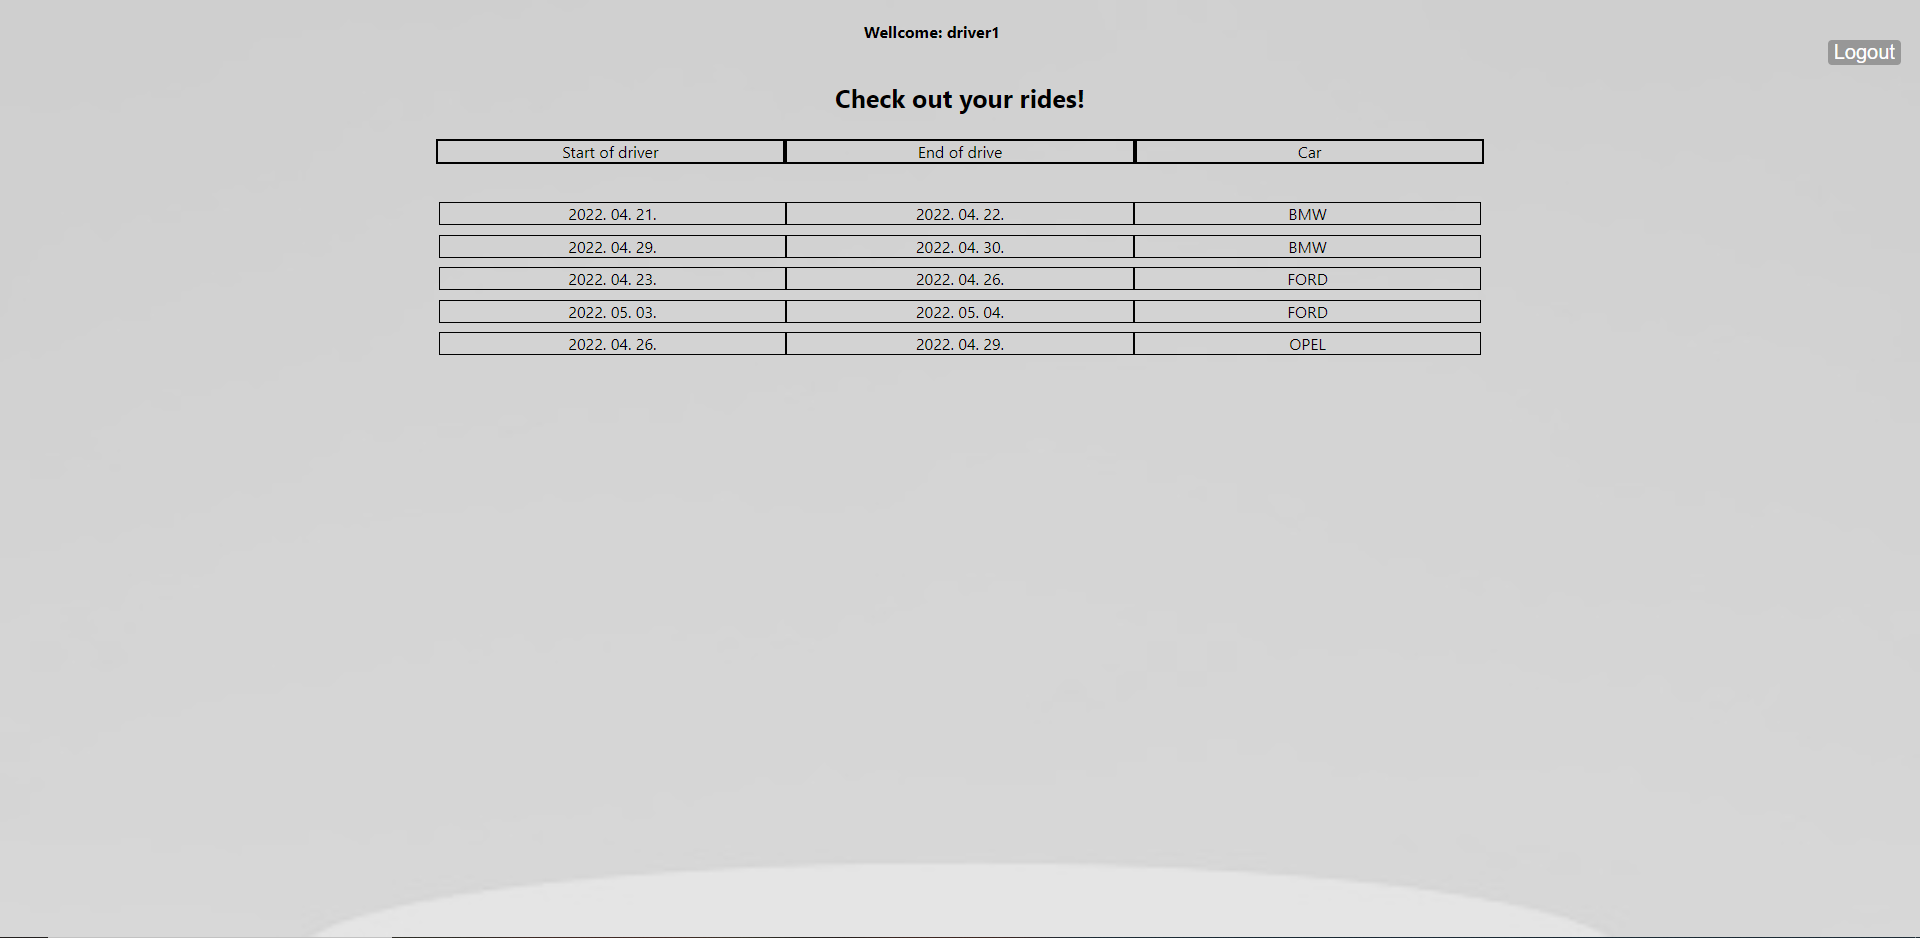 Wellcome: driver1
Logout
Check out your rides!
Start of driver End of drive Car
2022. 04. 21. 2022. 04. 22. BMW
2022. 04. 29. 2022. 04. 30. BMW
2022. 04. 23. 2022. 04. 26. FORD
2022. 05. 03. 2022. 05. 04. FORD
2022. 04. 26. 2022. 04. 29. OPEL